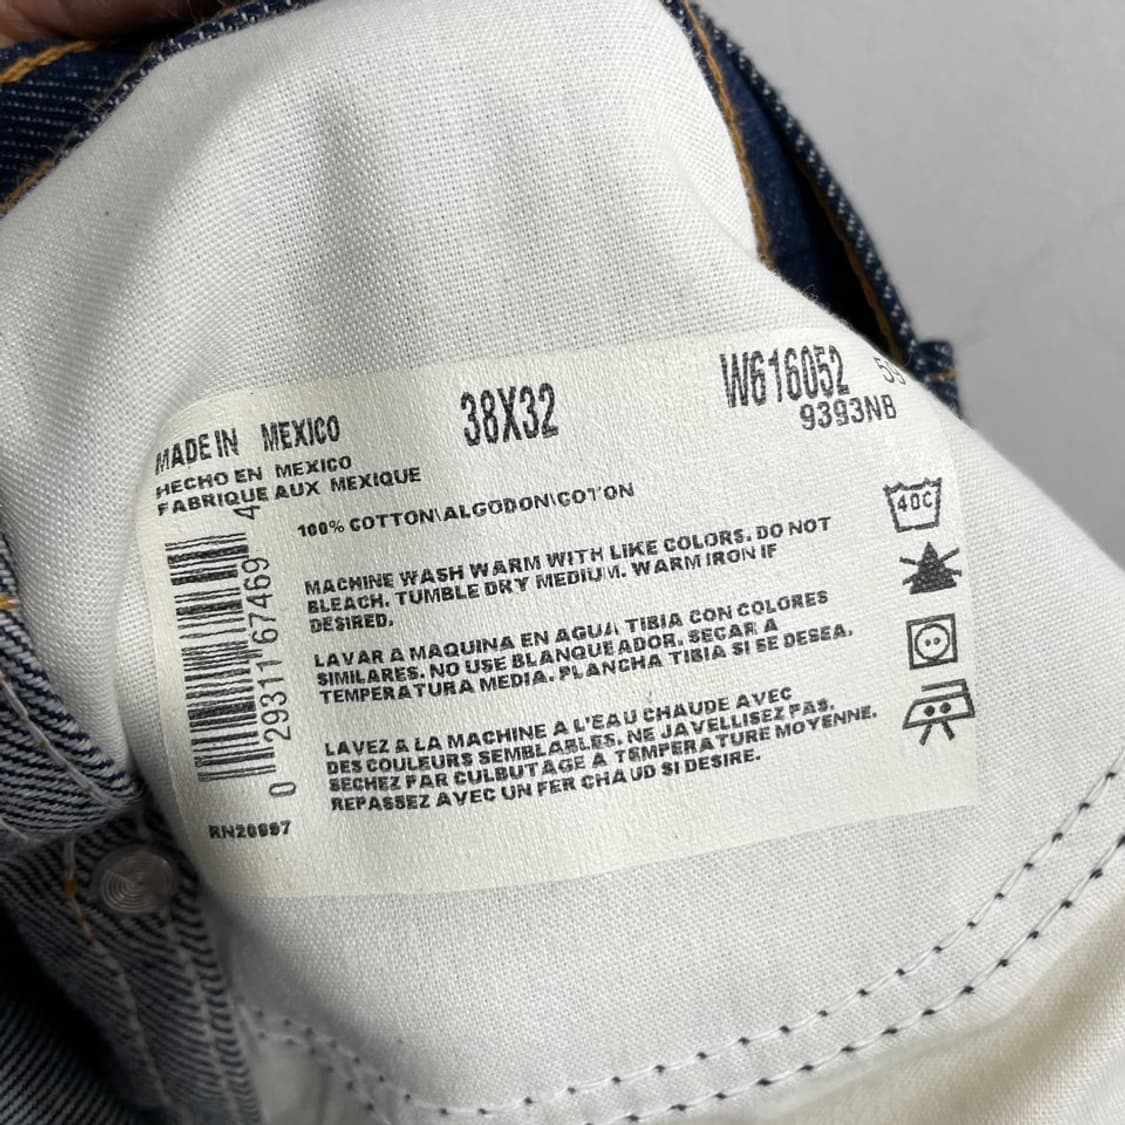 MADE IN MEXICO
HECHO EN MEXICO
FABRIQUE AUX MEXIQUE
38X32
W616052
9393NB
100% COTTON\ALGODON\COTON
MACHINE WASH WARM WITH LIKE COLORS. DO NOT
BLEACH. TUMBLE DRY MEDIUM. WARM IRON IF
DESIRED.
LAVAR A MAQUINA EN AGUA TIBIA CON COLORES
SIMILARES. NO USE BLANQUEADOR. SECAR A
TEMPERATURA MEDIA. PLANCHA TIBIA SI SE DESEA.
LAVEZ A LA MACHINE A L'EAU CHAUDE AVEC
DES COULEURS SEMBLABLES. NE JAVELLISEZ PAS.
SECHEZ PAR CULBUTAGE A TEMPERATURE MOYENNE.
REPASSEZ AVEC UN FER CHAUD SI DESIRE.
40C
0 29311 67469 4